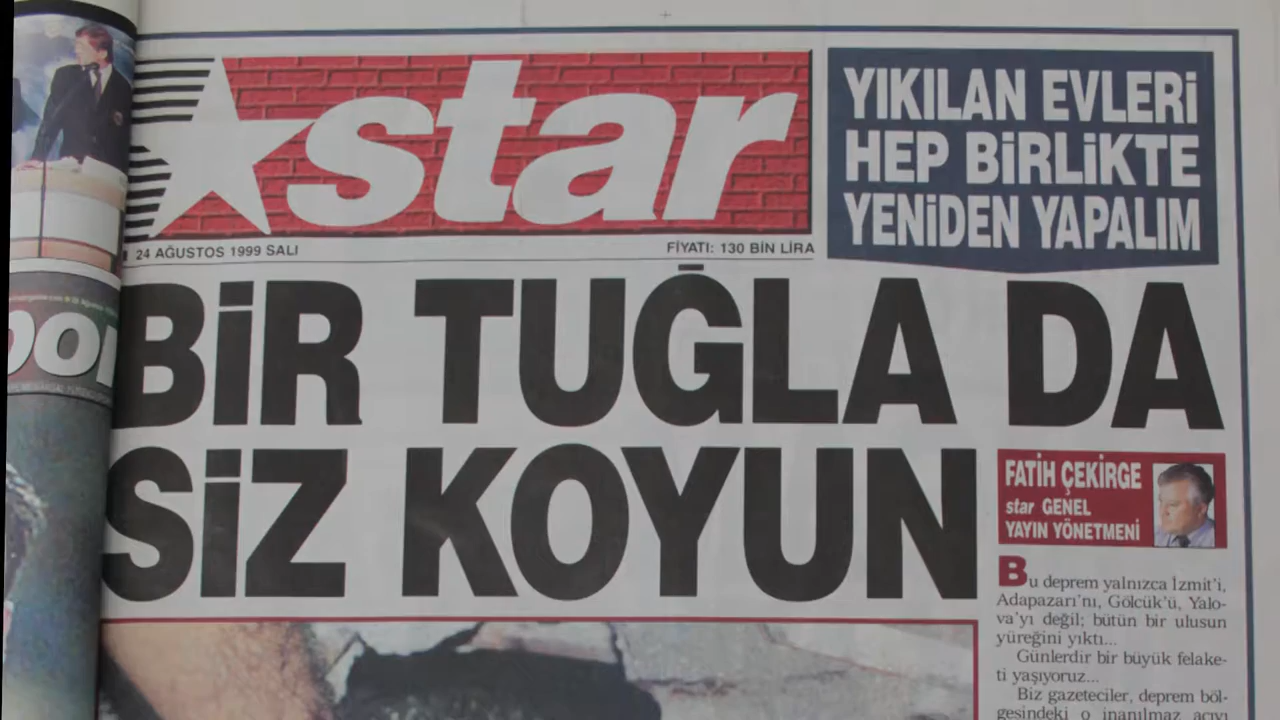 star
24 AĞUSTOS 1999 SALI
FİYATI: 130 BİN LİRA
YIKILAN EVLERİ
HEP BİRLİKTE
YENİDEN YAPALIM
BİR TUĞLA DA
SİZ KOYUN
FATİH ÇEKİRGE
star GENEL
YAYIN YÖNETMENİ
Bu deprem yalnızca İzmit'i,
Adapazarı'nı, Gölcük'ü, Yalo-
va'yı değil; bütün bir ulusun
yüreğini yıktı...
Günlerdir bir büyük felake-
ti yaşıyoruz...
Biz gazeteciler, deprem böl-
gesindeki o inanılmaz acıyı